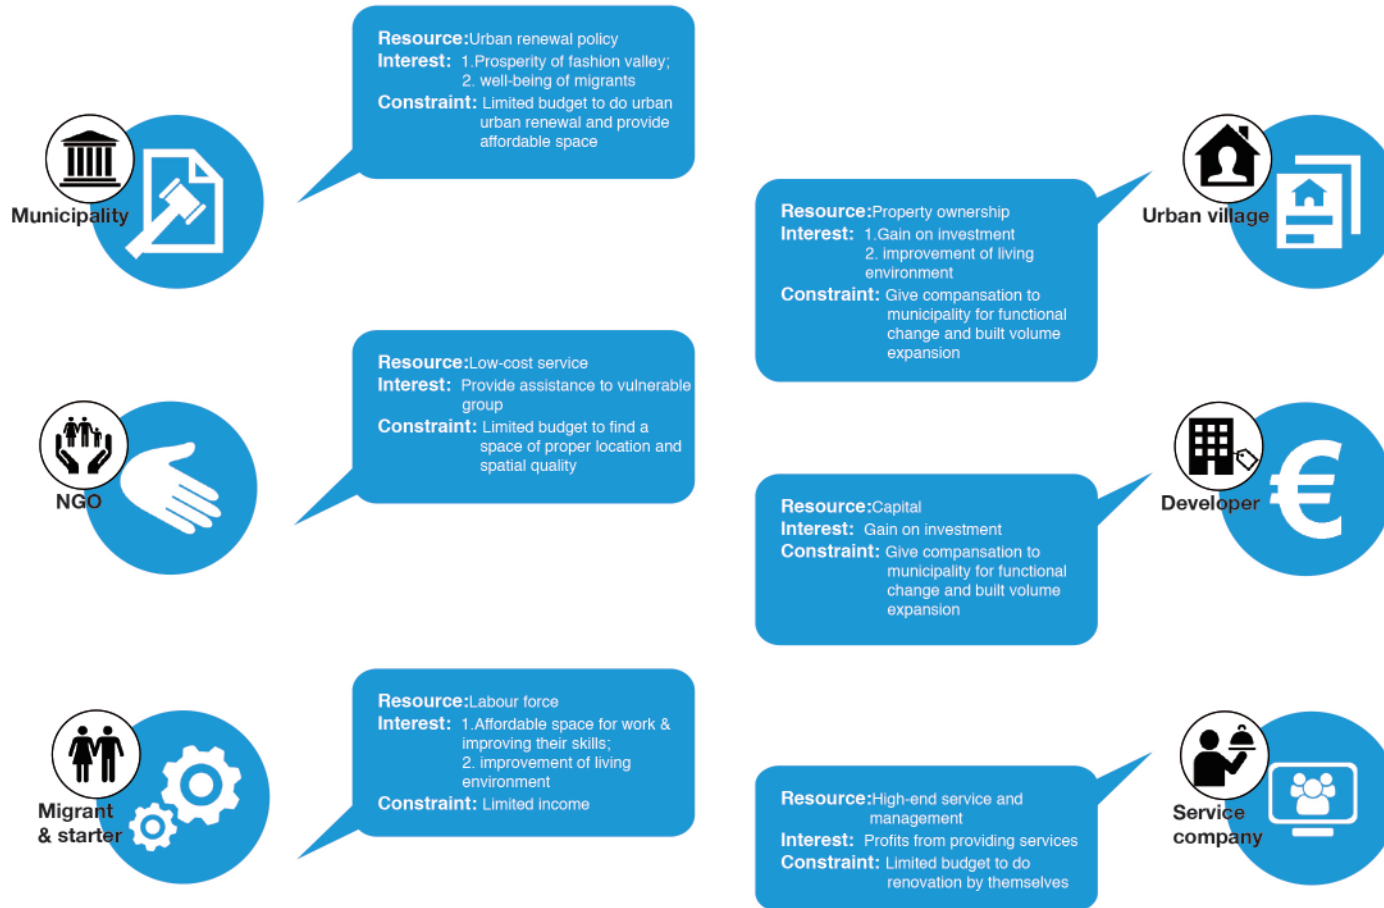 Resource:Urban renewal policy
Interest: 1.Prosperity of fashion valley;
2. well-being of migrants
Constraint: Limited budget to do urban
urban renewal and provide
affordable space
Municipality
Resource:Property ownership
Interest: 1.Gain on investment
2. improvement of living
environment
Constraint: Give compansation to
municipality for functional
change and built volume
expansion
Urban village
Resource:Low-cost service
Interest: Provide assistance to vulnerable
group
Constraint: Limited budget to find a
space of proper location and
spatial quality
NGO
Resource:Capital
Interest: Gain on investment
Constraint: Give compansation to
municipality for functional
change and built volume
expansion
Developer
€
Resource:Labour force
Interest: 1.Affordable space for work &
improving their skills;
2. improvement of living
environment
Constraint: Limited income
Migrant
& starter
Resource:High-end service and
management
Interest: Profits from providing services
Constraint: Limited budget to do
renovation by themselves
Service
company